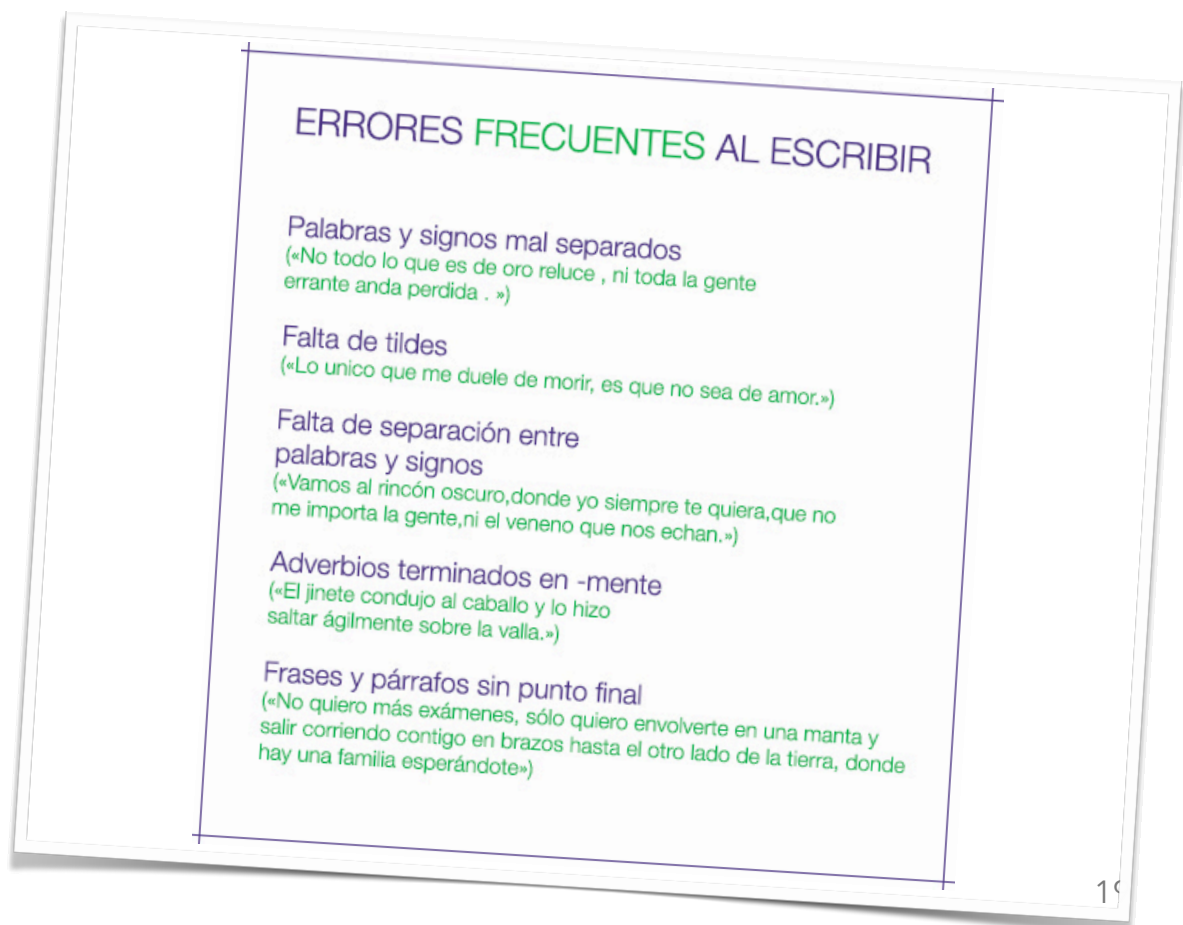 ERRORES FRECUENTES AL ESCRIBIR
Palabras y signos mal separados
(«No todo lo que es de oro reluce , ni toda la gente
errante anda perdida . »)
Falta de tildes
(«Lo unico que me duele de morir, es que no sea de amor.»)
Falta de separación entre
palabras y signos
(«Vamos al rincón oscuro,donde yo siempre te quiera,que no
me importa la gente,ni el veneno que nos echan.»)
Adverbios terminados en -mente
(«El jinete condujo al caballo y lo hizo
saltar ágilmente sobre la valla.»)
Frases y párrafos sin punto final
(«No quiero más exámenes, sólo quiero envolverte en una manta y
salir corriendo contigo en brazos hasta el otro lado de la tierra, donde
hay una familia esperándote»)